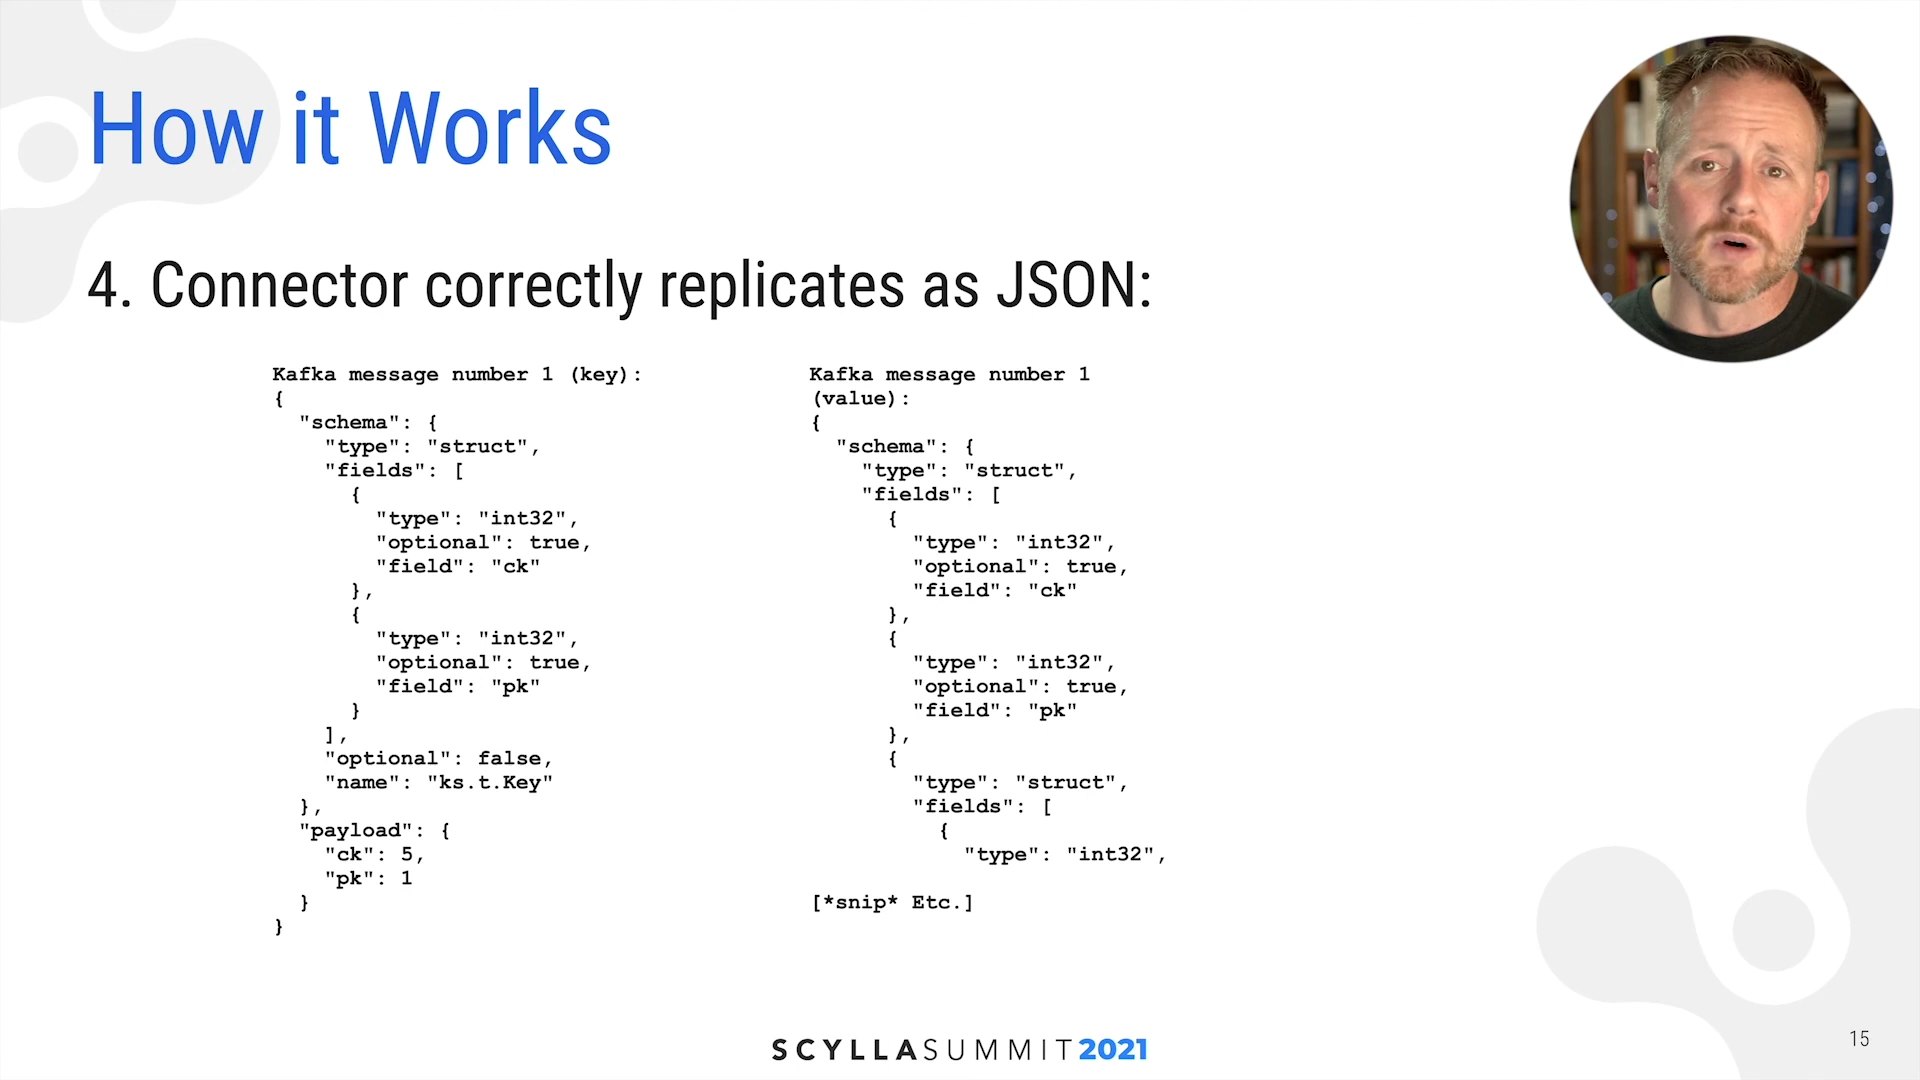 How it Works
4. Connector correctly replicates as JSON:
Kafka message number 1 (key):
{
  "schema": {
    "type": "struct",
    "fields": [
      {
        "type": "int32",
        "optional": true,
        "field": "ck"
      },
      {
        "type": "int32",
        "optional": true,
        "field": "pk"
      }
    ],
    "optional": false,
    "name": "ks.t.Key"
  },
  "payload": {
    "ck": 5,
    "pk": 1
  }
}
Kafka message number 1
(value):
{
  "schema": {
    "type": "struct",
    "fields": [
      {
        "type": "int32",
        "optional": true,
        "field": "ck"
      },
      {
        "type": "int32",
        "optional": true,
        "field": "pk"
      },
      {
        "type": "struct",
        "fields": [
          {
            "type": "int32",
[*snip* Etc.]
SCYLLASUMMIT2021
15